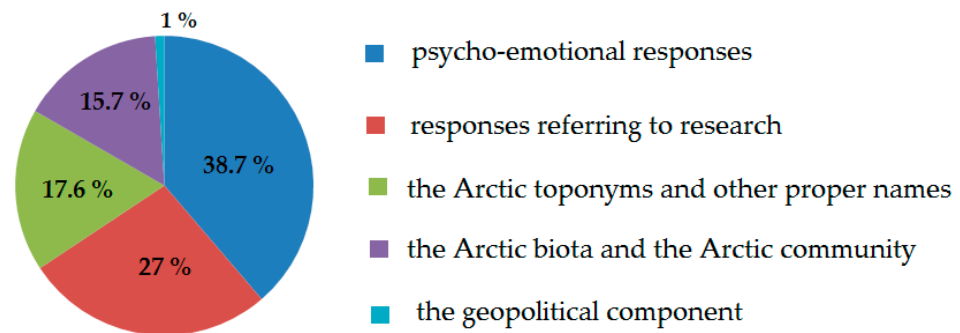 1 %
psycho-emotional responses
15.7 %
38.7 %
responses referring to research
17.6 %
the Arctic toponyms and other proper names
the Arctic biota and the Arctic community
27 %
the geopolitical component